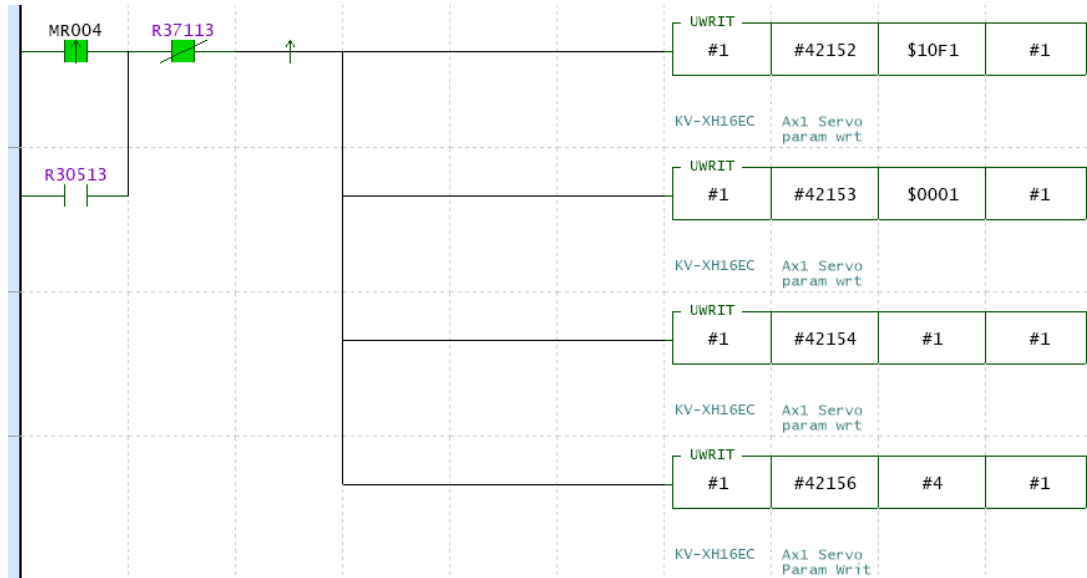 UWRIT
MR004 R37113 #1 #42152 $10F1 #1
KV-XH16EC Ax1 Servo
param wrt
UWRIT
R30513 #1 #42153 $0001 #1
KV-XH16EC Ax1 Servo
param wrt
UWRIT
#1 #42154 #1 #1
KV-XH16EC Ax1 Servo
param wrt
UWRIT
#1 #42156 #4 #1
KV-XH16EC Ax1 Servo
Param Writ